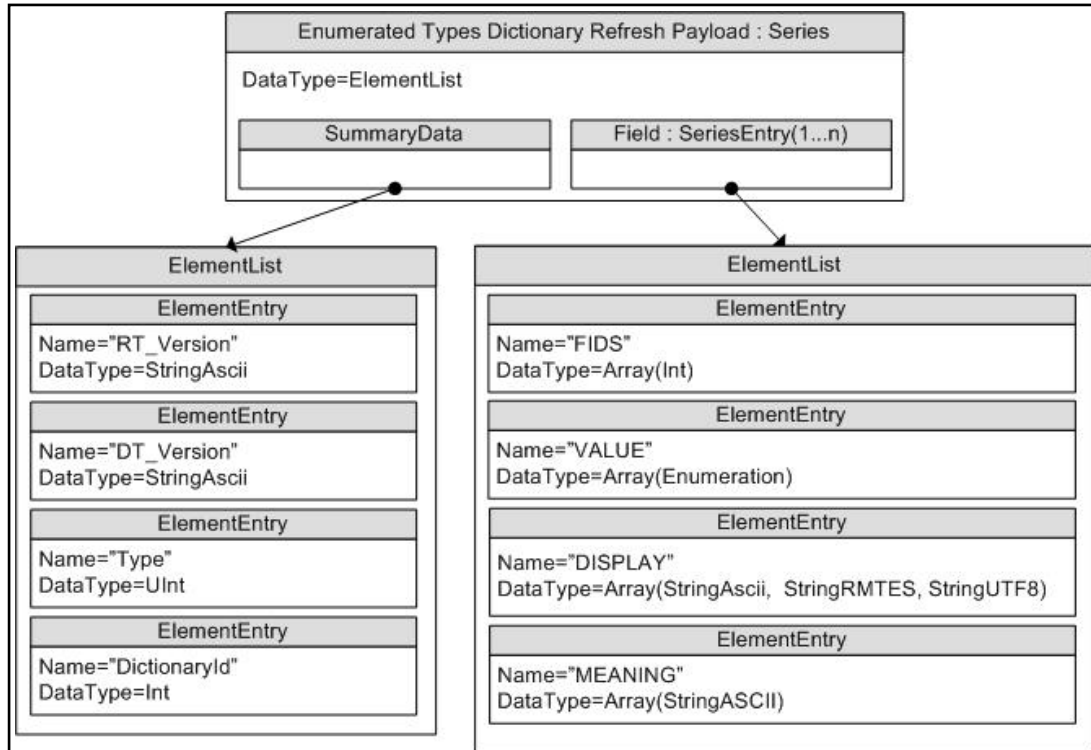 Enumerated Types Dictionary Refresh Payload : Series
DataType=ElementList
SummaryData
Field : SeriesEntry(1...n)
ElementList
ElementEntry
Name="RT_Version"
DataType=StringAscii
ElementEntry
Name="DT_Version"
DataType=StringAscii
ElementEntry
Name="Type"
DataType=UInt
ElementEntry
Name="DictionaryId"
DataType=Int
ElementList
ElementEntry
Name="FIDS"
DataType=Array(Int)
ElementEntry
Name="VALUE"
DataType=Array(Enumeration)
ElementEntry
Name="DISPLAY"
DataType=Array(StringAscii, StringRMTES, StringUTF8)
ElementEntry
Name="MEANING"
DataType=Array(StringASCII)